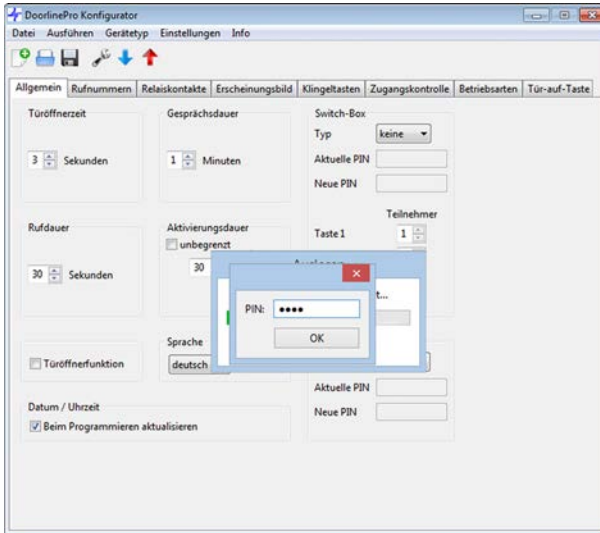 DoorlinePro Konfigurator
Datei Ausführen Gerätetyp Einstellungen Info
Allgemein Rufnummern Relaiskontakte Erscheinungsbild Klingeltasten Zugangskontrolle Betriebsarten Tür-auf-Taste
Türöffnerzeit
3 Sekunden
Gesprächsdauer
1 Minuten
Switch-Box
Typ keine
Aktuelle PIN
Neue PIN
Teilnehmer
Taste 1 1
Rufdauer
30 Sekunden
Aktivierungsdauer
unbegrenzt
30
t...
PIN: ••••
OK
Türöffnerfunktion
Sprache
deutsch
Aktuelle PIN
Neue PIN
Datum / Uhrzeit
Beim Programmieren aktualisieren